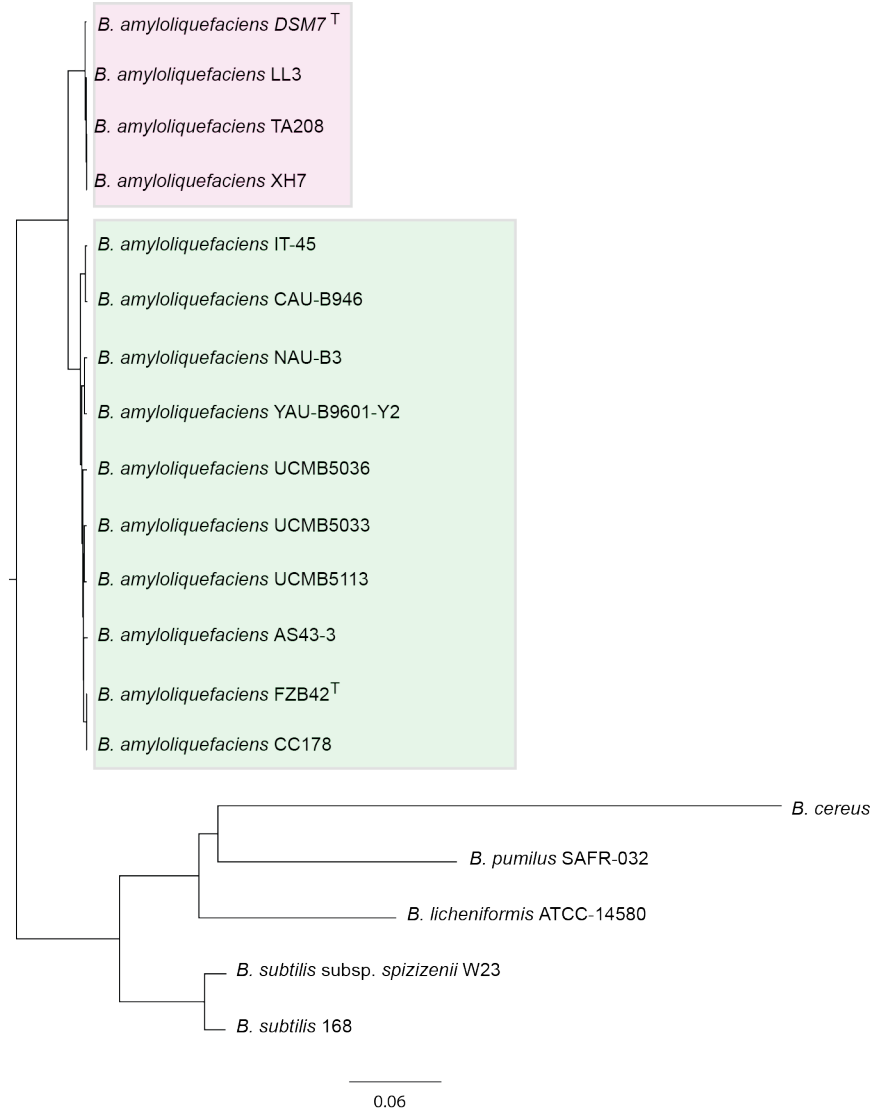 B. amyloliquefaciens DSM7 T
B. amyloliquefaciens LL3
B. amyloliquefaciens TA208
B. amyloliquefaciens XH7
B. amyloliquefaciens IT-45
B. amyloliquefaciens CAU-B946
B. amyloliquefaciens NAU-B3
B. amyloliquefaciens YAU-B9601-Y2
B. amyloliquefaciens UCMB5036
B. amyloliquefaciens UCMB5033
B. amyloliquefaciens UCMB5113
B. amyloliquefaciens AS43-3
B. amyloliquefaciens FZB42T
B. amyloliquefaciens CC178
B. cereus
B. pumilus SAFR-032
B. licheniformis ATCC-14580
B. subtilis subsp. spizizenii W23
B. subtilis 168
0.06